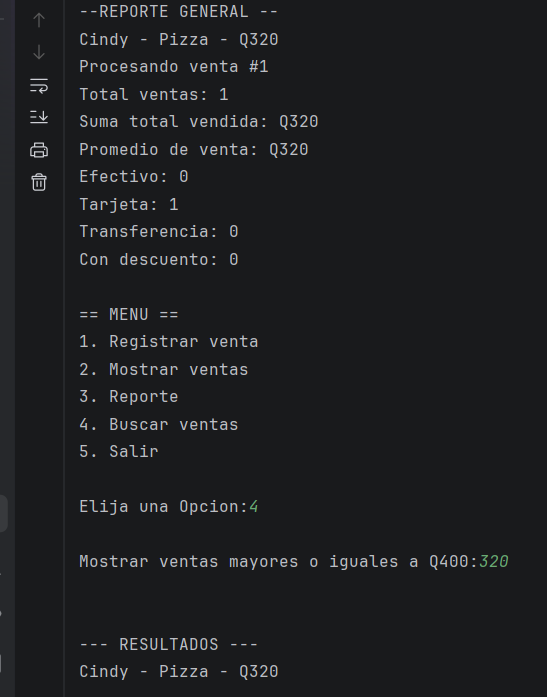 --REPORTE GENERAL --
Cindy - Pizza - Q320
Procesando venta #1
Total ventas: 1
Suma total vendida: Q320
Promedio de venta: Q320
Efectivo: 0
Tarjeta: 1
Transferencia: 0
Con descuento: 0
== MENU ==
1. Registrar venta
2. Mostrar ventas
3. Reporte
4. Buscar ventas
5. Salir
Elija una Opcion:4
Mostrar ventas mayores o iguales a Q400:320
--- RESULTADOS ---
Cindy - Pizza - Q320